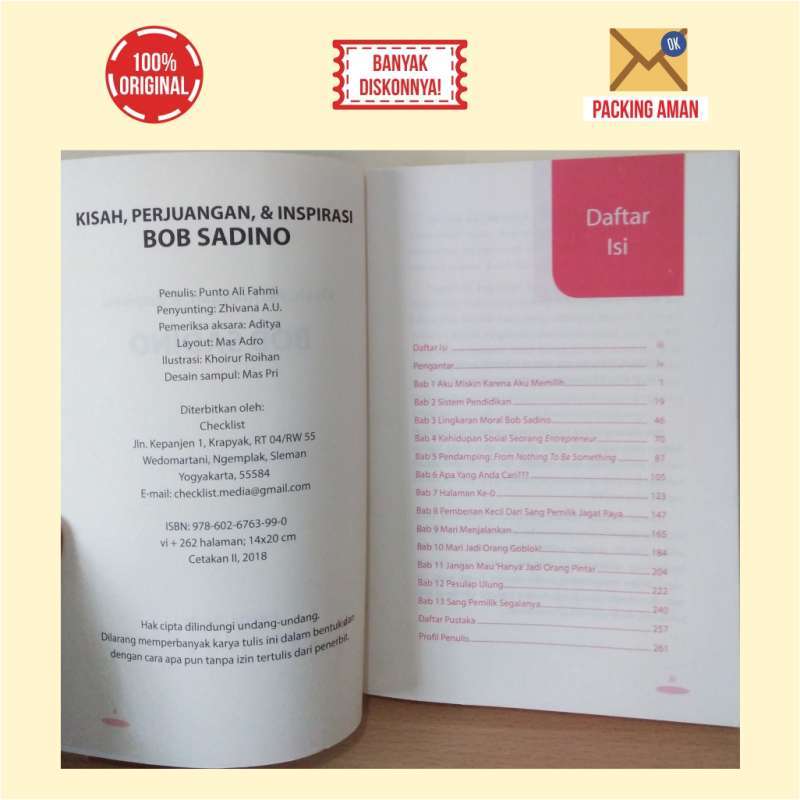 100%
ORIGINAL
BANYAK
DISKONNYA!
OK
PACKING AMAN
KISAH, PERJUANGAN, & INSPIRASI
BOB SADINO
Penulis: Punto Ali Fahmi
Penyunting: Zhivana A.U.
Pemeriksa aksara: Aditya
Layout: Mas Adro
Ilustrasi: Khoirur Roihan
Desain sampul: Mas Pri
Diterbitkan oleh:
Checklist
Jln. Kepanjen 1, Krapyak, RT 04/RW 55
Wedomartani, Ngemplak, Sleman
Yogyakarta, 55584
E-mail: checklist.media@gmail.com
ISBN: 978-602-6763-99-0
vi + 262 halaman; 14x20 cm
Cetakan II, 2018
Hak cipta dilindungi undang-undang.
Dilarang memperbanyak karya tulis ini dalam bentuk dan
dengan cara apa pun tanpa izin tertulis dari penerbit.
Daftar
Isi
Daftar Isi iii
Pengantar iv
Bab 1 Aku Miskin Karena Aku Memilih 1
Bab 2 Sistem Pendidikan 19
Bab 3 Lingkaran Moral Bob Sadino 46
Bab 4 Kehidupan Sosial Seorang Entrepreneur 70
Bab 5 Pendamping: From Nothing To Be Something 87
Bab 6 Apa Yang Anda Cari??? 105
Bab 7 Halaman Ke-0 123
Bab 8 Pemberian Kecil Dari Sang Pemilik Jagat Raya 147
Bab 9 Mari Menjalankan 165
Bab 10 Mari Jadi Orang Goblok! 184
Bab 11 Jangan Mau 'Hanya' Jadi Orang Pintar 204
Bab 12 Pesulap Ulung 222
Bab 13 Sang Pemilik Segalanya 240
Daftar Pustaka 257
Profil Penulis 261